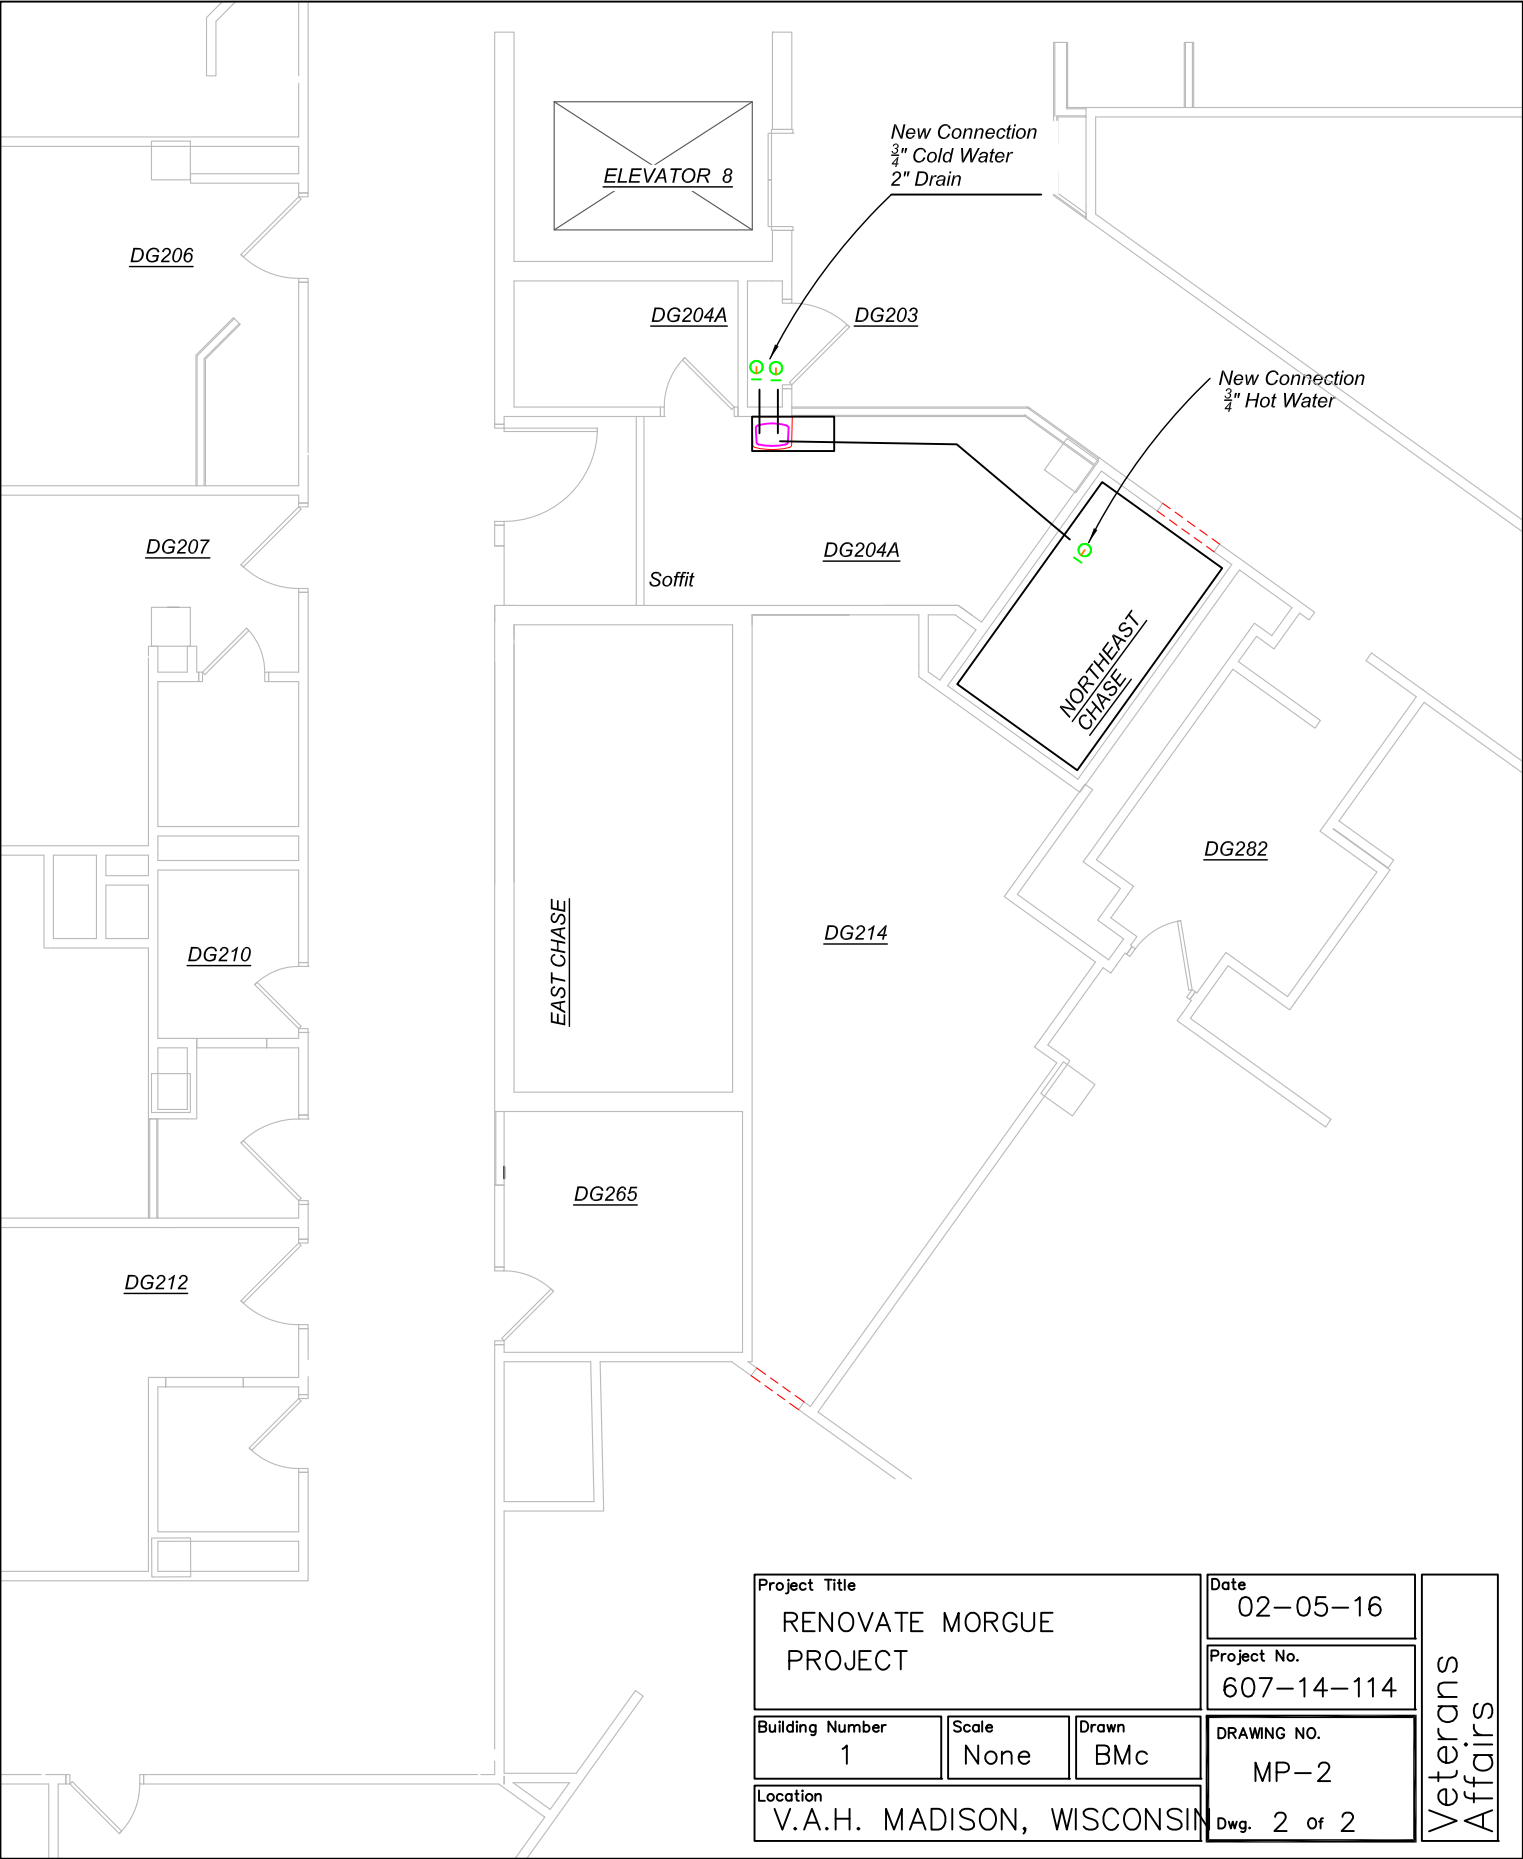 New Connection
3/4" Cold Water
2" Drain
ELEVATOR 8
DG206
DG204A
DG203
New Connection
3/4" Hot Water
DG207
DG204A
Soffit
NORTHEAST
CHASE
DG282
DG210
EAST CHASE
DG214
DG265
DG212
Project Title
RENOVATE MORGUE
PROJECT
Date
02-05-16
Project No.
607-14-114
Building Number
1
Scale
None
Drawn
BMc
DRAWING NO.
MP-2
Dwg. 2 Of 2
Location
V.A.H. MADISON, WISCONSIN
Veterans
Affairs